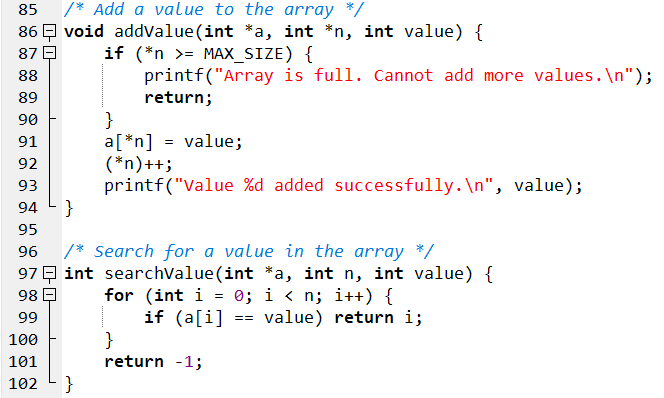 85 /* Add a value to the array */
86 void addValue(int *a, int *n, int value) {
87     if (*n >= MAX_SIZE) {
88         printf("Array is full. Cannot add more values.\n");
89         return;
90     }
91     a[*n] = value;
92     (*n)++;
93     printf("Value %d added successfully.\n", value);
94 }
95
96 /* Search for a value in the array */
97 int searchValue(int *a, int n, int value) {
98     for (int i = 0; i < n; i++) {
99         if (a[i] == value) return i;
100     }
101     return -1;
102 }